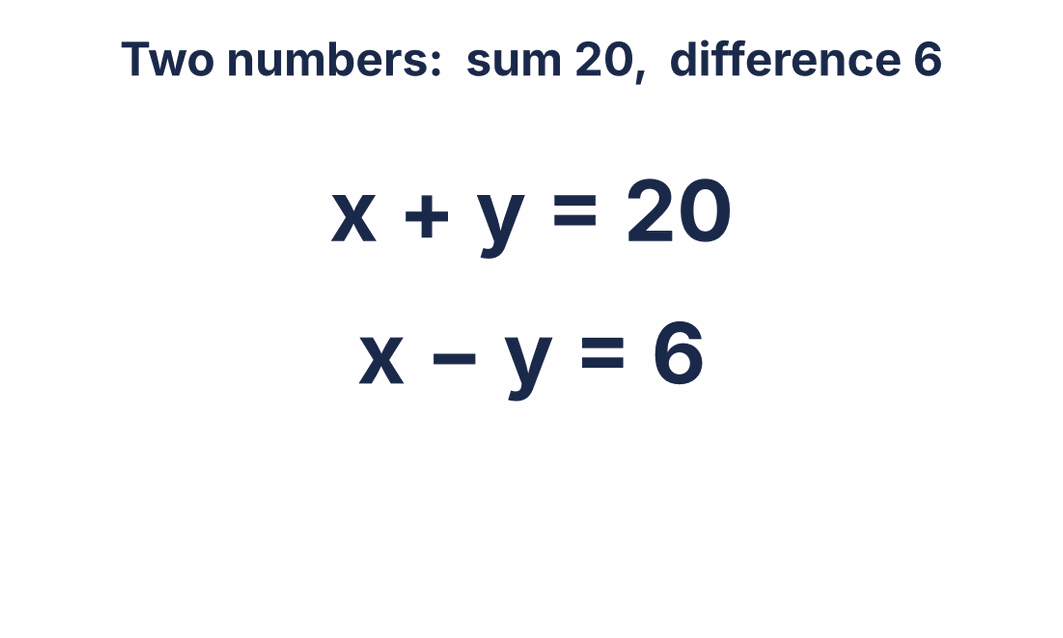 Two numbers: sum 20, difference 6
x + y = 20
x − y = 6